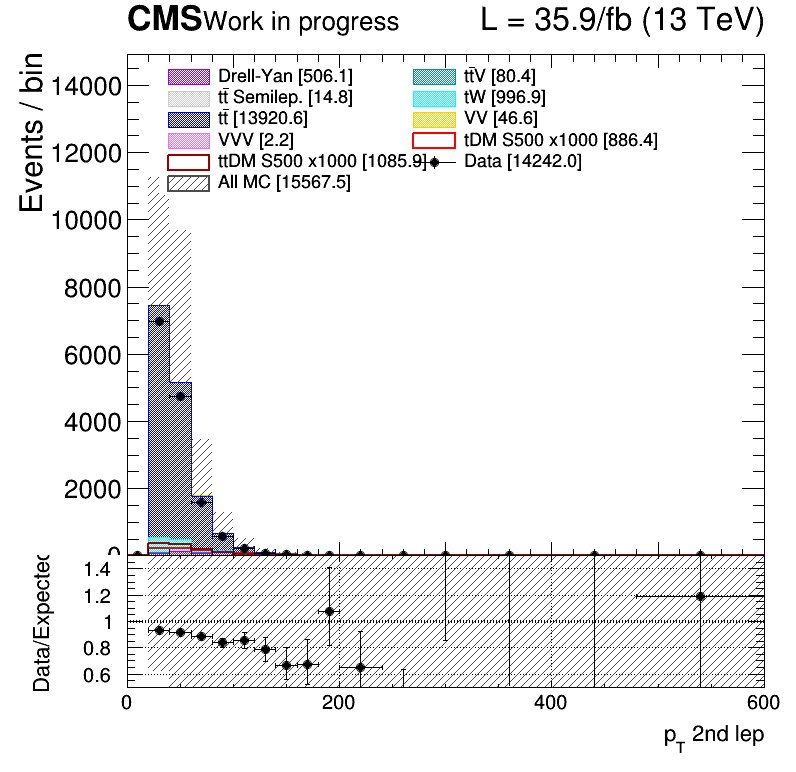 CMS Work in progress L = 35.9/fb (13 TeV)
Events / bin
14000
12000
10000
8000
6000
4000
2000
0
Drell-Yan [506.1] tt̄V [80.4]
tt̄ Semilep. [14.8] tW [996.9]
tt̄ [13920.6] VV [46.6]
VVV [2.2] tDM S500 x1000 [886.4]
ttDM S500 x1000 [1085.9] Data [14242.0]
All MC [15567.5]
Data/Expected
1.4
1.2
1
0.8
0.6
0 200 400 600
p_T 2nd lep